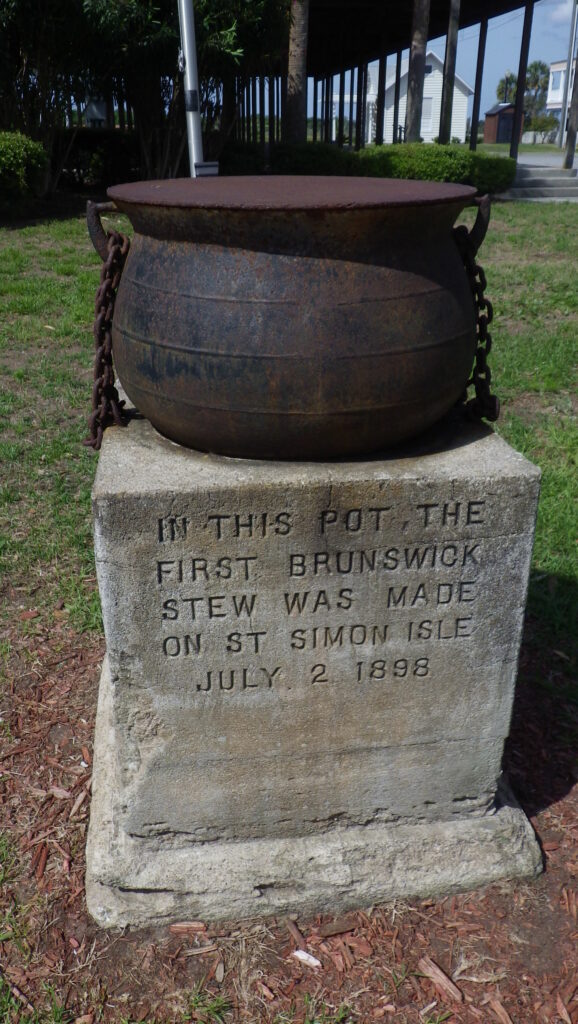 IN THIS POT, THE
FIRST BRUNSWICK
STEW WAS MADE
ON ST SIMON ISLE
JULY 2 1898